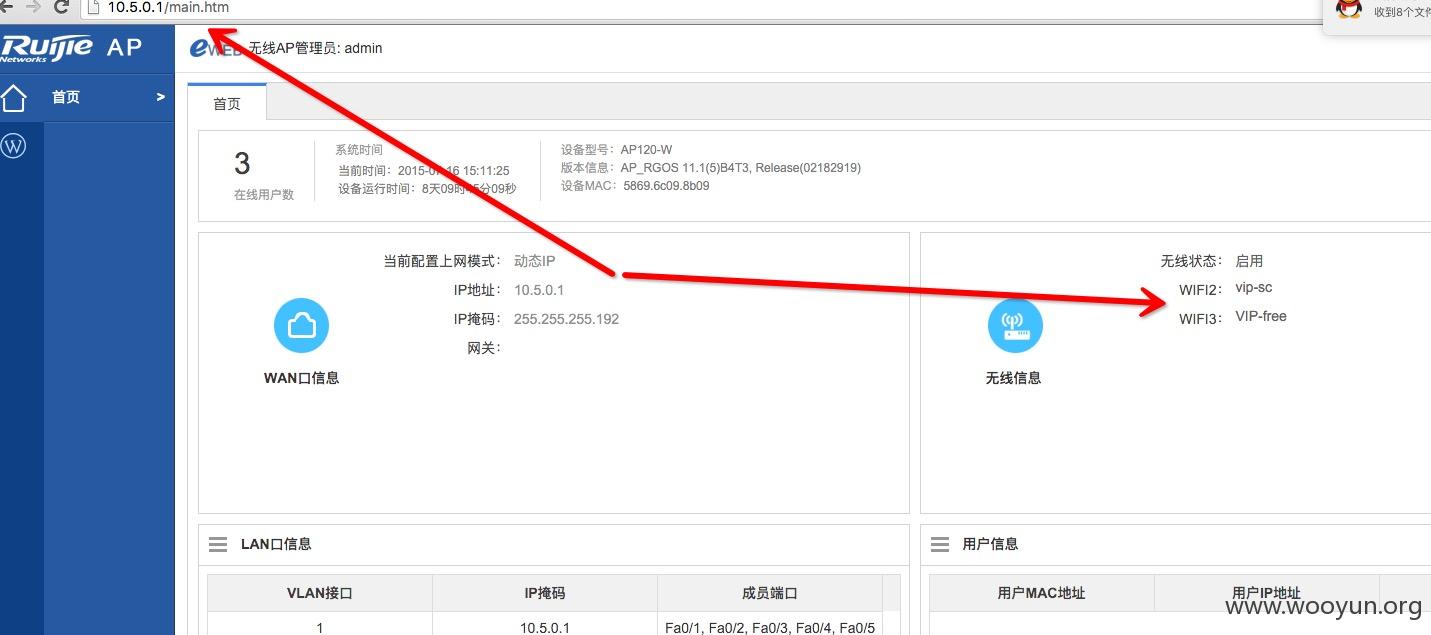 10.5.0.1/main.htm
收到8个文件
Ruijie AP
Networks
eWEB 无线AP管理员: admin
首页 >
首页
3
在线用户数
系统时间
当前时间: 2015-07-16 15:11:25
设备运行时间: 8天09时45分09秒
设备型号: AP120-W
版本信息: AP_RGOS 11.1(5)B4T3, Release(02182919)
设备MAC: 5869.6c09.8b09
当前配置上网模式: 动态IP
IP地址: 10.5.0.1
IP掩码: 255.255.255.192
网关:
WAN口信息
无线状态: 启用
WIFI2: vip-sc
WIFI3: VIP-free
无线信息
LAN口信息
VLAN接口 IP掩码 成员端口
1 10.5.0.1 Fa0/1, Fa0/2, Fa0/3, Fa0/4, Fa0/5
用户信息
用户MAC地址 用户IP地址
www.wooyun.org